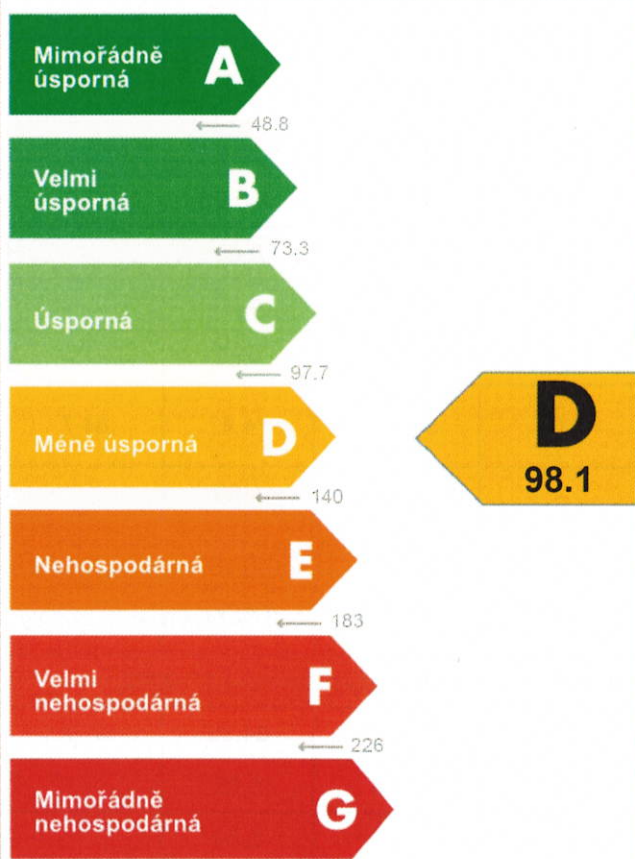 Mimořádně
úsporná
A
48.8
Velmi
úsporná
B
73.3
Úsporná
C
97.7
Méně úsporná
D
D
98.1
140
Nehospodárná
E
183
Velmi
nehospodárná
F
226
Mimořádně
nehospodárná
G